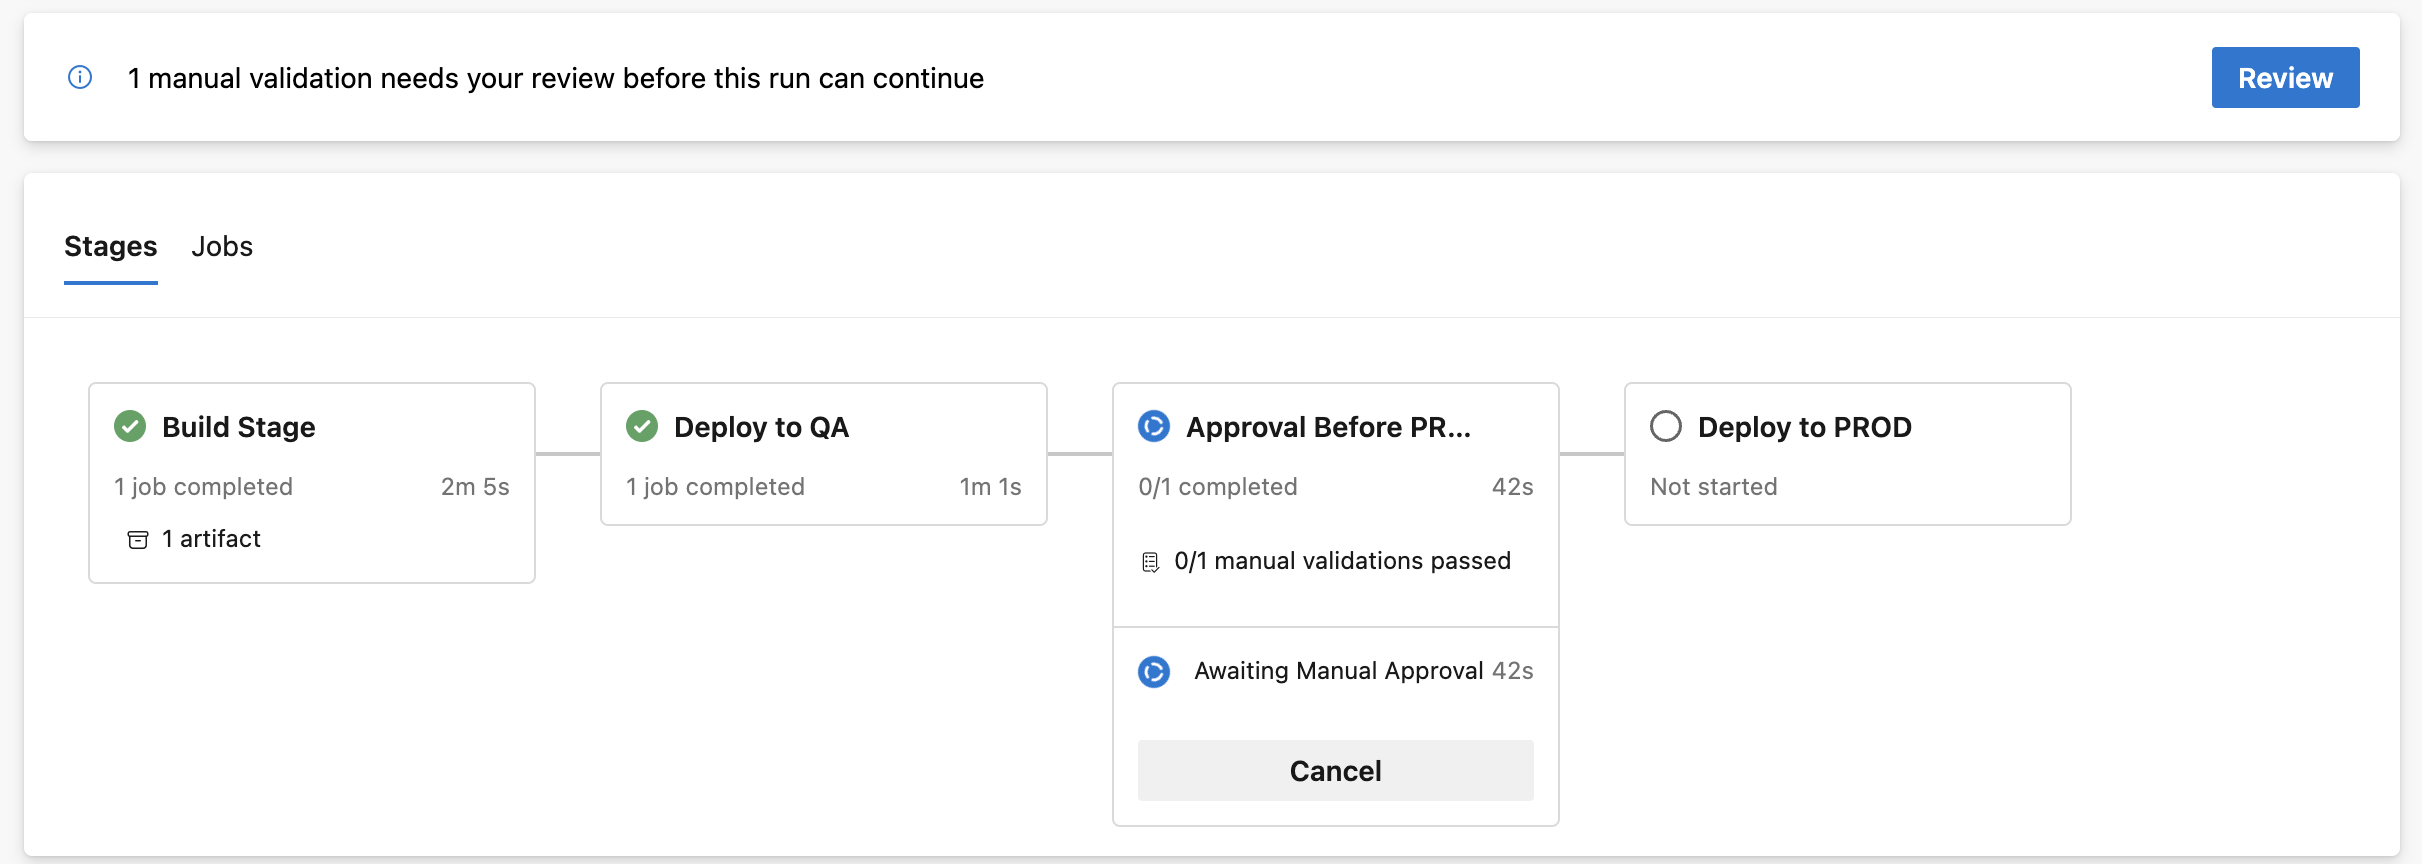 1 manual validation needs your review before this run can continue
Review
Stages
Jobs
Build Stage
1 job completed
2m 5s
1 artifact
Deploy to QA
1 job completed
1m 1s
Approval Before PR...
0/1 completed
42s
0/1 manual validations passed
Awaiting Manual Approval 42s
Cancel
Deploy to PROD
Not started